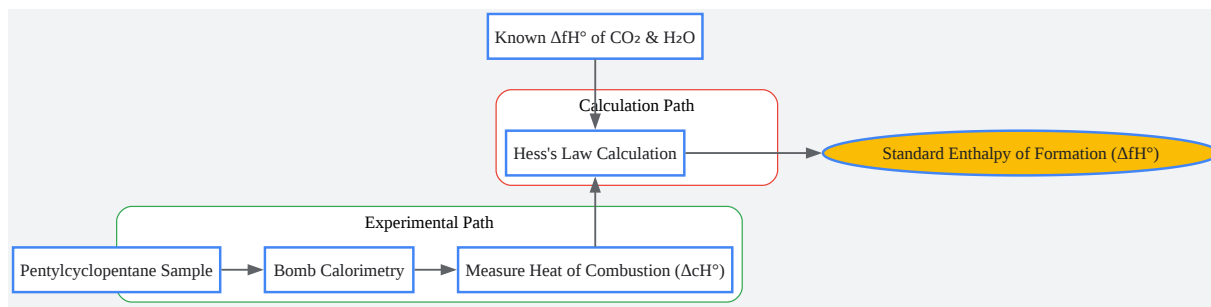 Known ΔfH° of CO₂ & H₂O
Calculation Path
Hess's Law Calculation
Standard Enthalpy of Formation (ΔfH°)
Experimental Path
Pentylcyclopentane Sample
Bomb Calorimetry
Measure Heat of Combustion (ΔcH°)